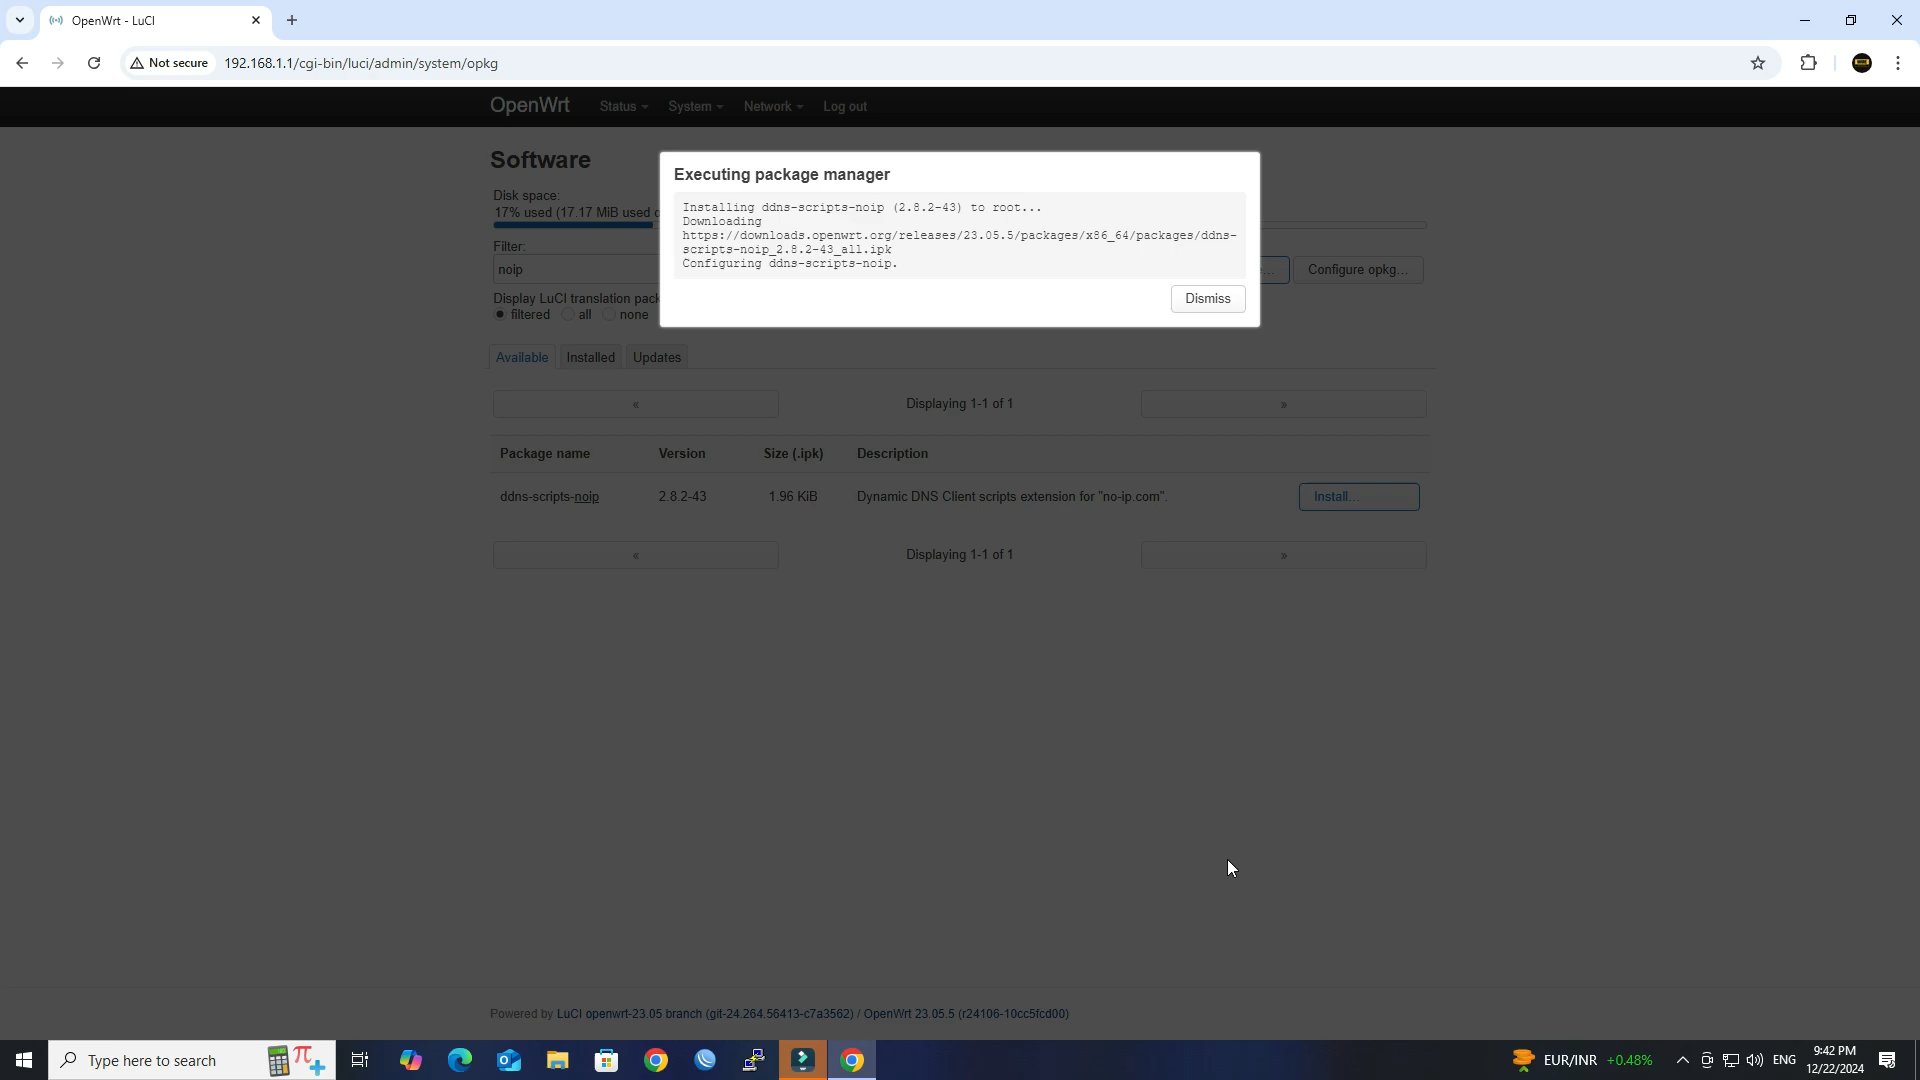 OpenWrt - LuCI
Not secure
192.168.1.1/cgi-bin/luci/admin/system/opkg
OpenWrt
Status
System
Network
Log out
Software
Disk space:
17% used (17.17 MiB used
Filter:
noip
Configure opkg...
Display LuCI translation pack
filtered
all
none
Executing package manager
Installing ddns-scripts-noip (2.8.2-43) to root...
Downloading
https://downloads.openwrt.org/releases/23.05.5/packages/x86_64/packages/ddns-
scripts-noip_2.8.2-43_all.ipk
Configuring ddns-scripts-noip.
Dismiss
Available
Installed
Updates
«
Displaying 1-1 of 1
»
Package name Version Size (.ipk) Description
ddns-scripts-noip 2.8.2-43 1.96 KiB Dynamic DNS Client scripts extension for "no-ip.com". Install...
«
Displaying 1-1 of 1
»
Powered by LuCI openwrt-23.05 branch (git-24.264.56413-c7a3562) / OpenWrt 23.05.5 (r24106-10cc5fcd00)
Type here to search
EUR/INR +0.48%
ENG
9:42 PM
12/22/2024